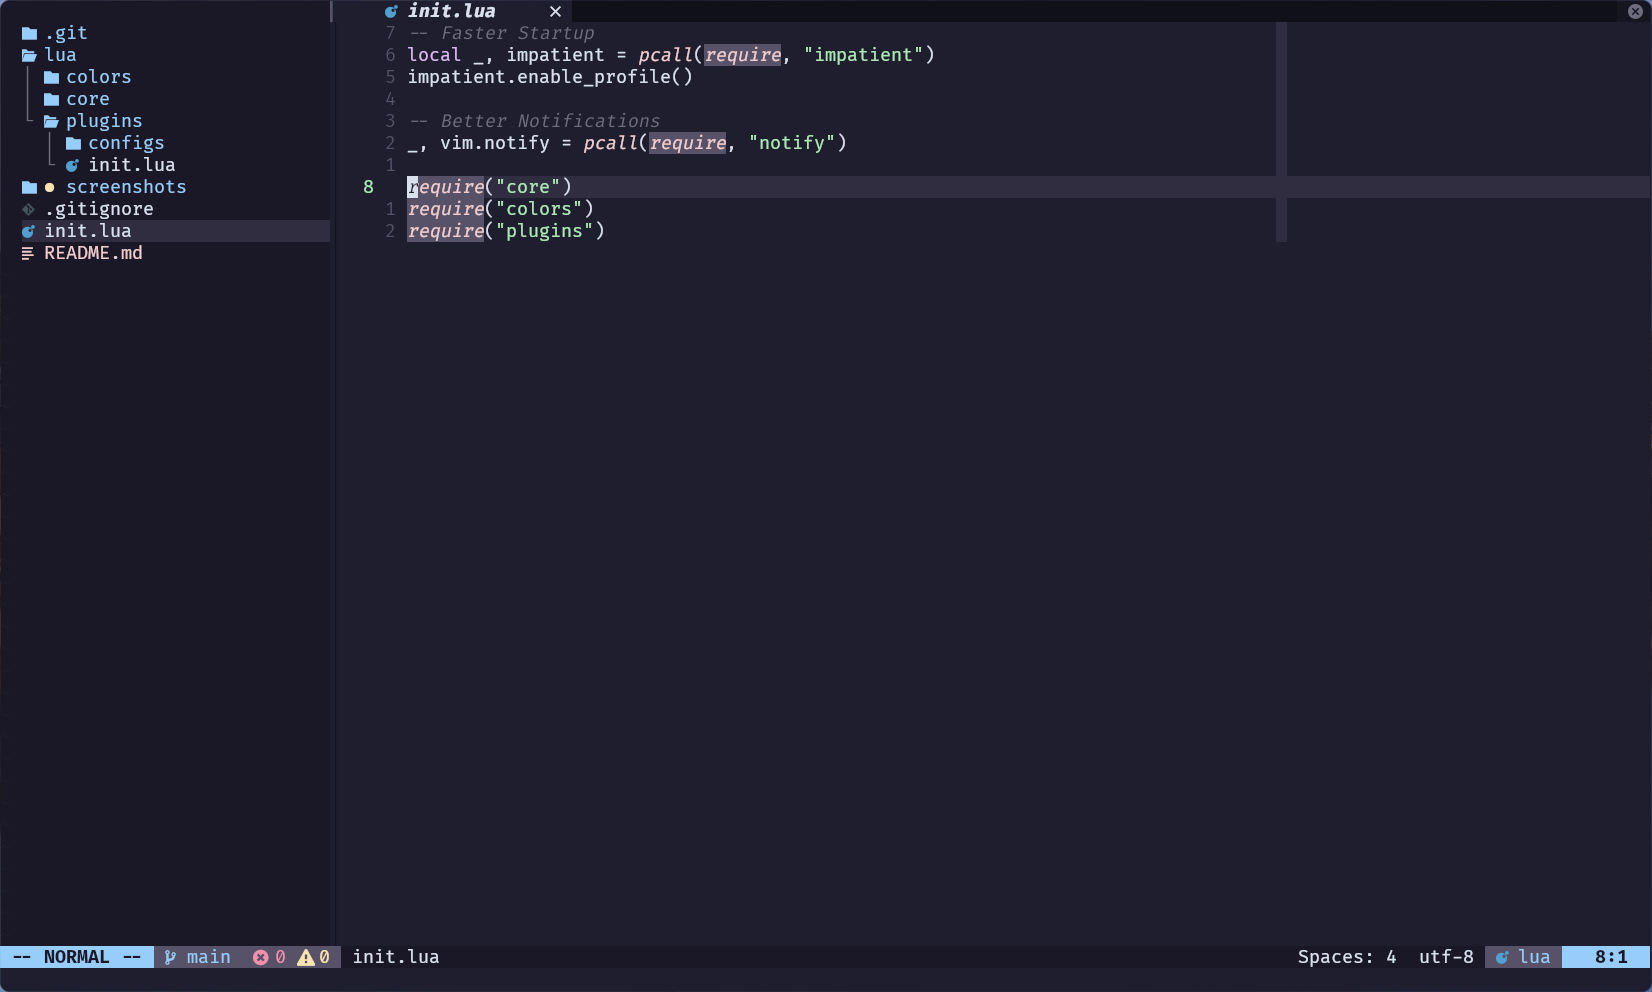 .git
lua
colors
core
plugins
configs
init.lua
screenshots
.gitignore
init.lua
README.md
init.lua ×
7 -- Faster Startup
6 local _, impatient = pcall(require, "impatient")
5 impatient.enable_profile()
4
3 -- Better Notifications
2 _, vim.notify = pcall(require, "notify")
1
8 require("core")
1 require("colors")
2 require("plugins")
-- NORMAL -- main 0 0 init.lua Spaces: 4 utf-8 lua 8:1